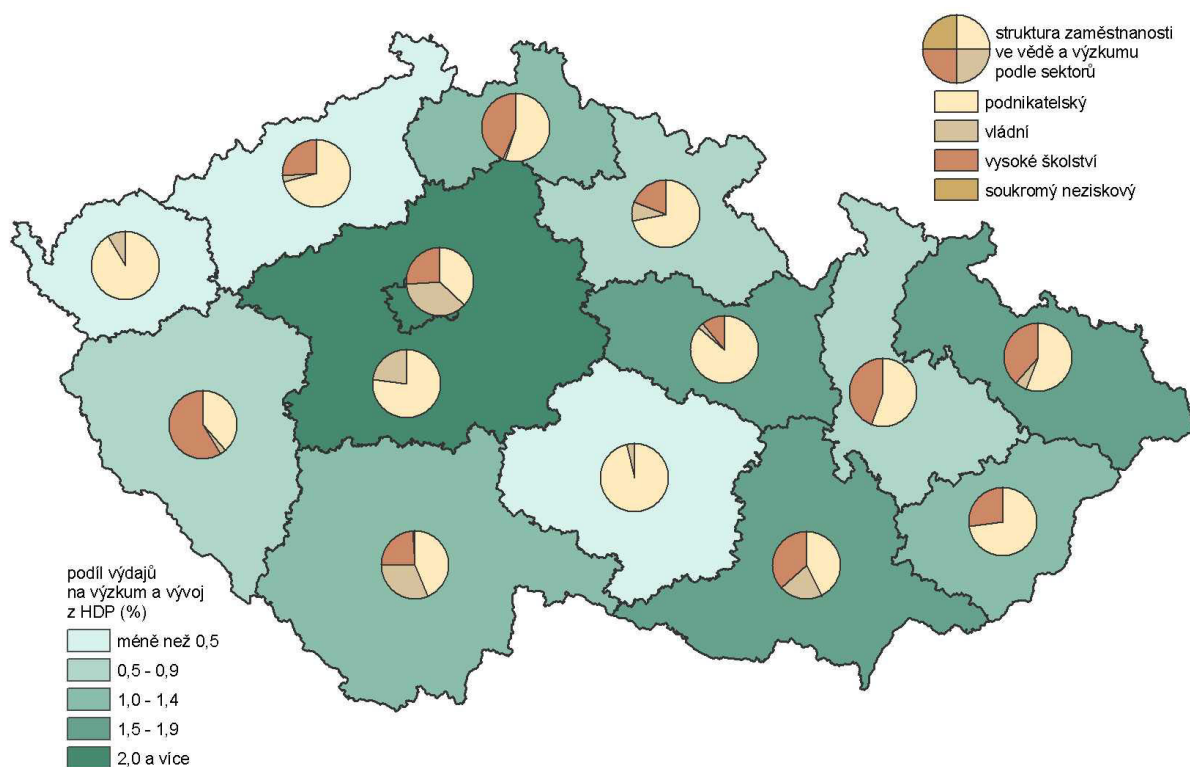 struktura zaměstnanosti
ve vědě a výzkumu
podle sektorů
podnikatelský
vládní
vysoké školství
soukromý neziskový
podíl výdajů
na výzkum a vývoj
z HDP (%)
méně než 0,5
0,5 - 0,9
1,0 - 1,4
1,5 - 1,9
2,0 a více